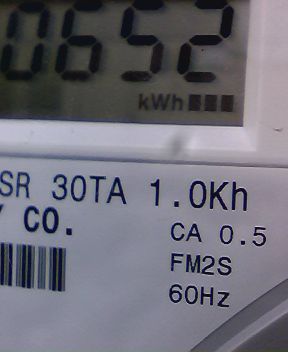 0652
kWh
SR 30TA 1.0Kh
Y CO.
CA 0.5
FM2S
60Hz